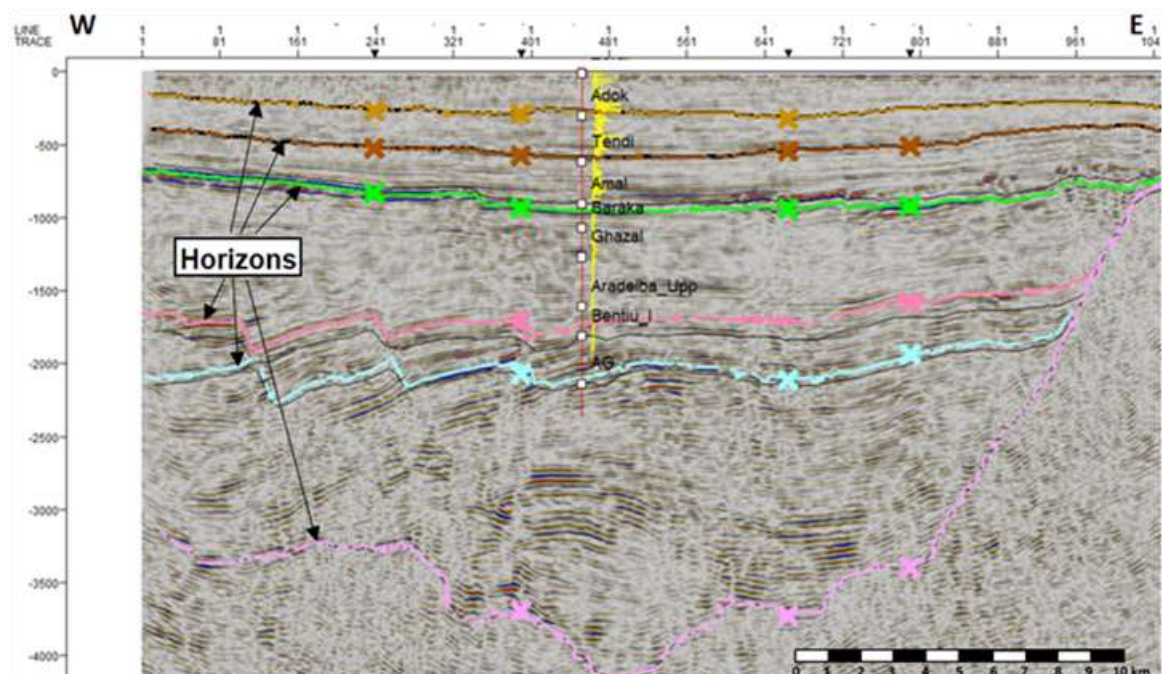 W E
LINE 1 1 1 1 1 1 1 1 1 1 1 1 1 1
TRACE 1 81 161 241 321 401 481 561 641 721 801 881 961 104
0
Adok
-500
Tendi
Amal
Baraka
-1000
Ghazal
Horizons
Aradeiba_Upp
-1500
Bentiu_I
AG
-2000
-2500
-3000
-3500
-4000
0 1 2 3 4 5 6 7 8 9 10 km